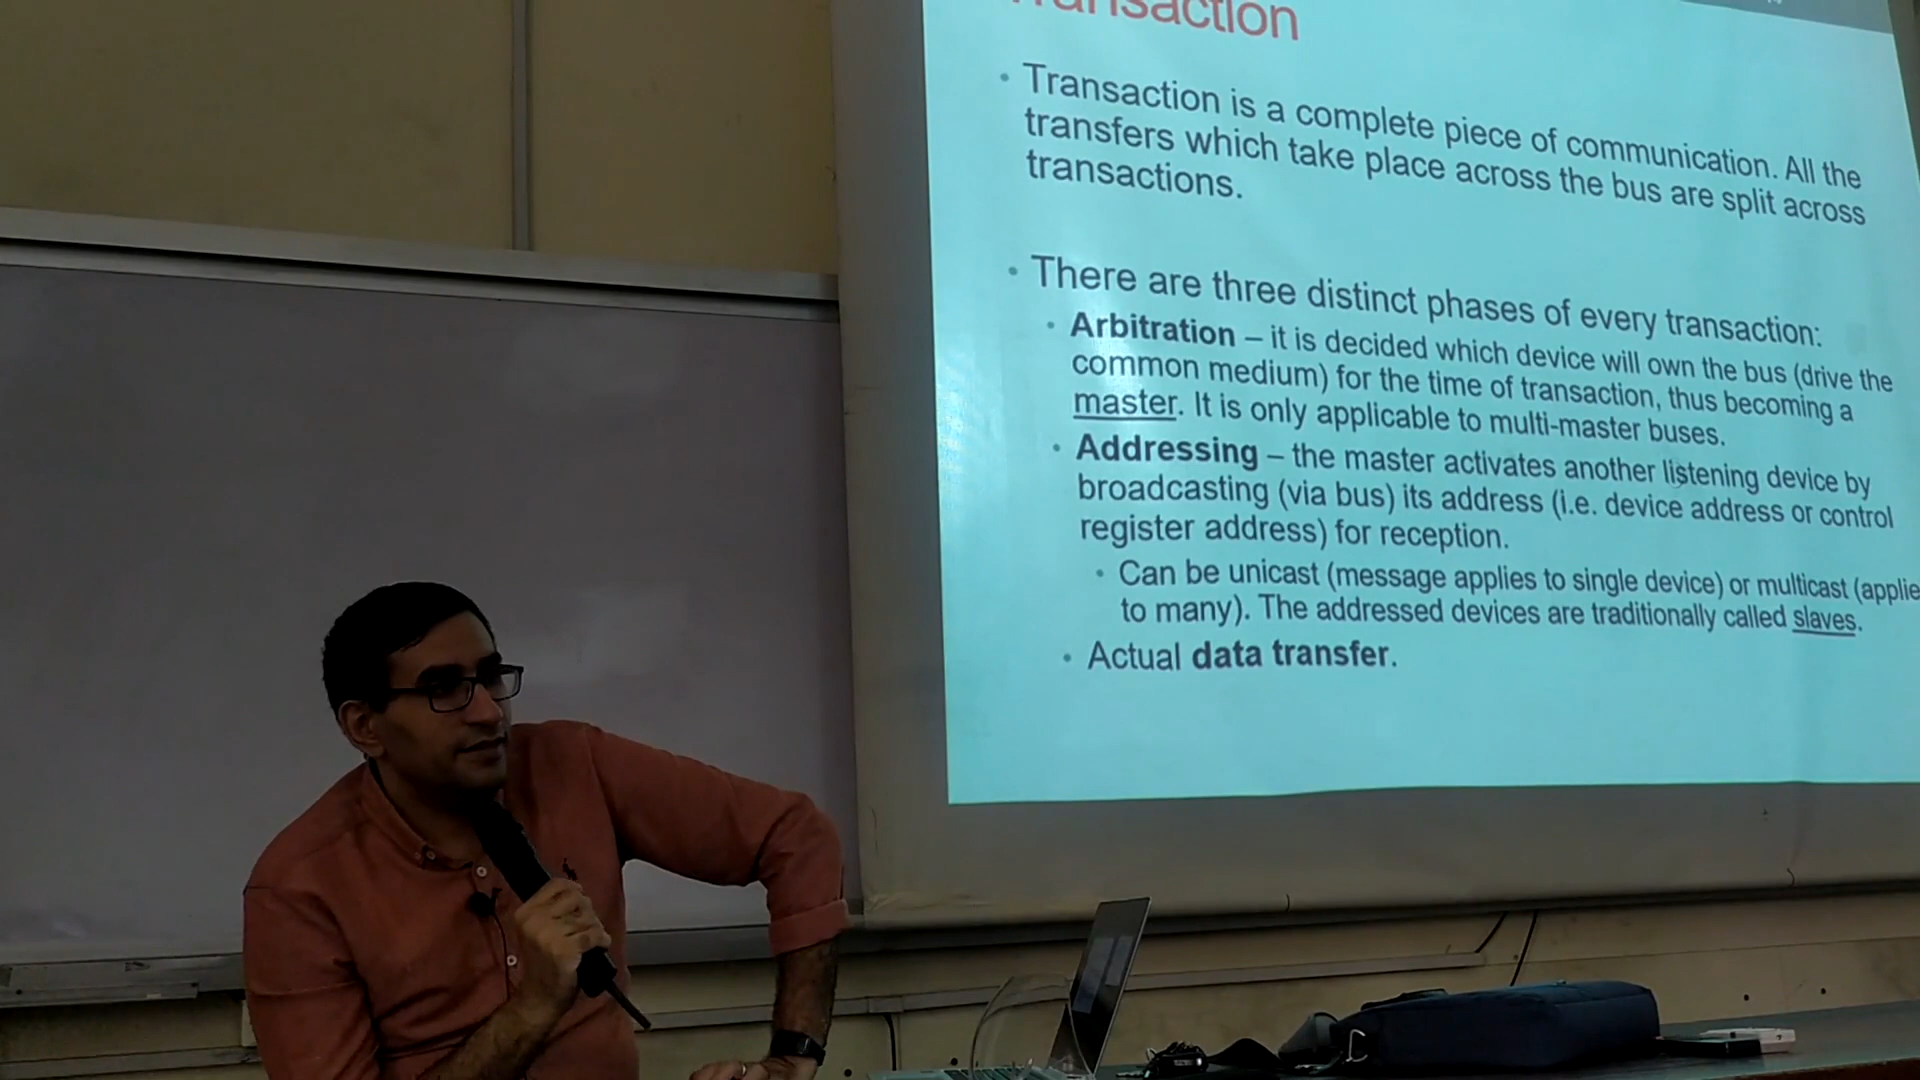 Transaction
• Transaction is a complete piece of communication. All the
transfers which take place across the bus are split across
transactions.
• There are three distinct phases of every transaction:
• Arbitration – it is decided which device will own the bus (drive the
common medium) for the time of transaction, thus becoming a
master. It is only applicable to multi-master buses.
• Addressing – the master activates another listening device by
broadcasting (via bus) its address (i.e. device address or control
register address) for reception.
• Can be unicast (message applies to single device) or multicast (applie
to many). The addressed devices are traditionally called slaves.
• Actual data transfer.